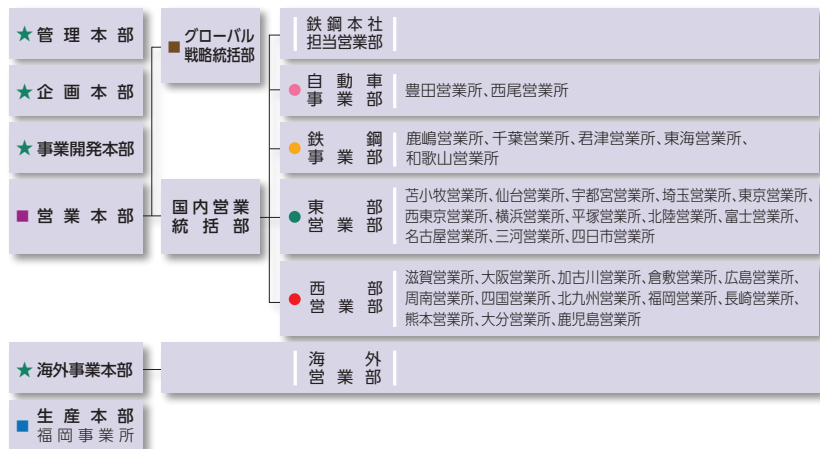 ★管理本部
★企画本部
★事業開発本部
■営業本部
■グローバル
戦略統括部
国内営業
統括部
鉄鋼本社
担当営業部
●自動車
事業部
豊田営業所、西尾営業所
●鉄鋼
事業部
鹿嶋営業所、千葉営業所、君津営業所、東海営業所、
和歌山営業所
●東部
営業部
苫小牧営業所、仙台営業所、宇都宮営業所、埼玉営業所、東京営業所、
西東京営業所、横浜営業所、平塚営業所、北陸営業所、富士営業所、
名古屋営業所、三河営業所、四日市営業所
●西部
営業部
滋賀営業所、大阪営業所、加古川営業所、倉敷営業所、広島営業所、
周南営業所、四国営業所、北九州営業所、福岡営業所、長崎営業所、
熊本営業所、大分営業所、鹿児島営業所
★海外事業本部
海外
営業部
■生産本部
福岡事業所